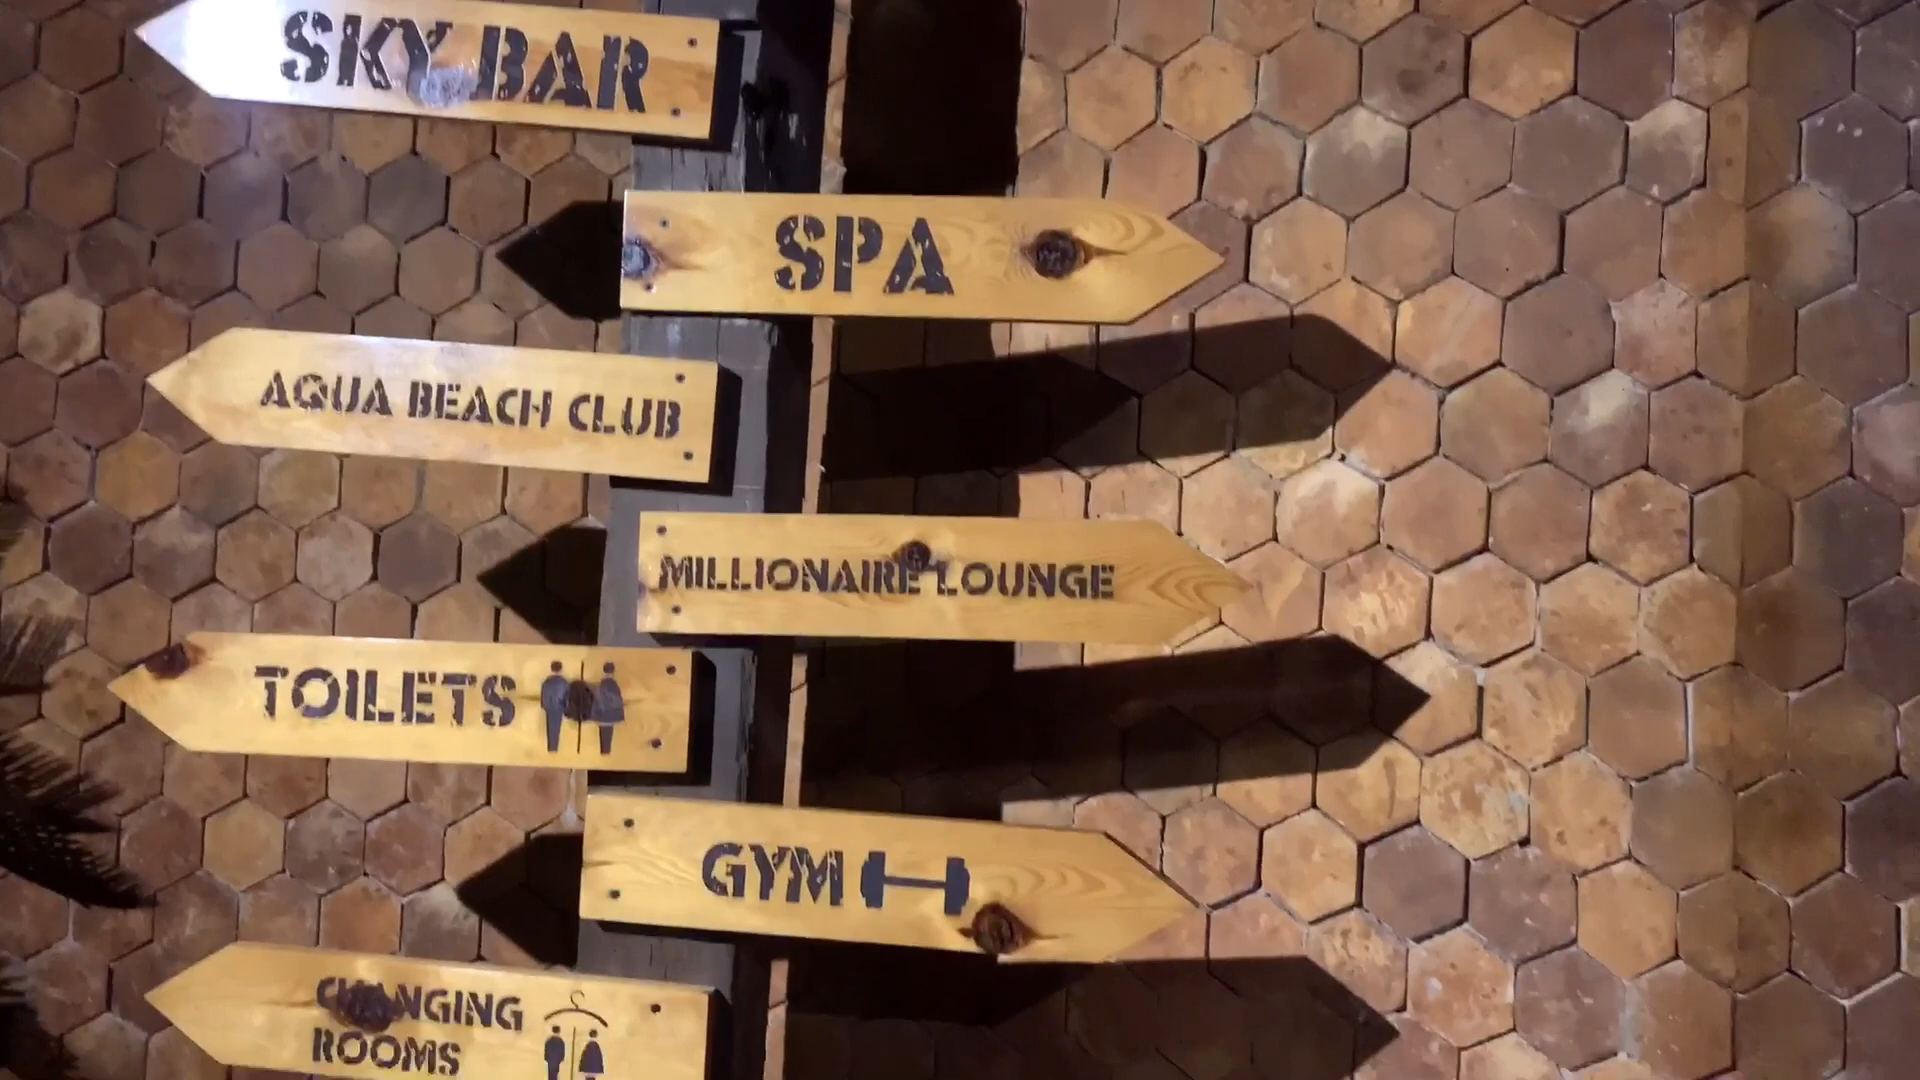 SKY BAR
SPA
AQUA BEACH CLUB
MILLIONAIRE LOUNGE
TOILETS
GYM
CHANGING
ROOMS